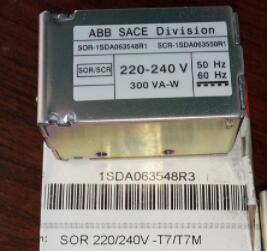 ABB SACE Division
SOR-1SDA063548R1 SCR-1SDA063550R1
SOR/SCR 220-240 V 50 Hz
60 Hz
300 VA-W
1SDA063548R3
SOR 220/240V -T7/T7M